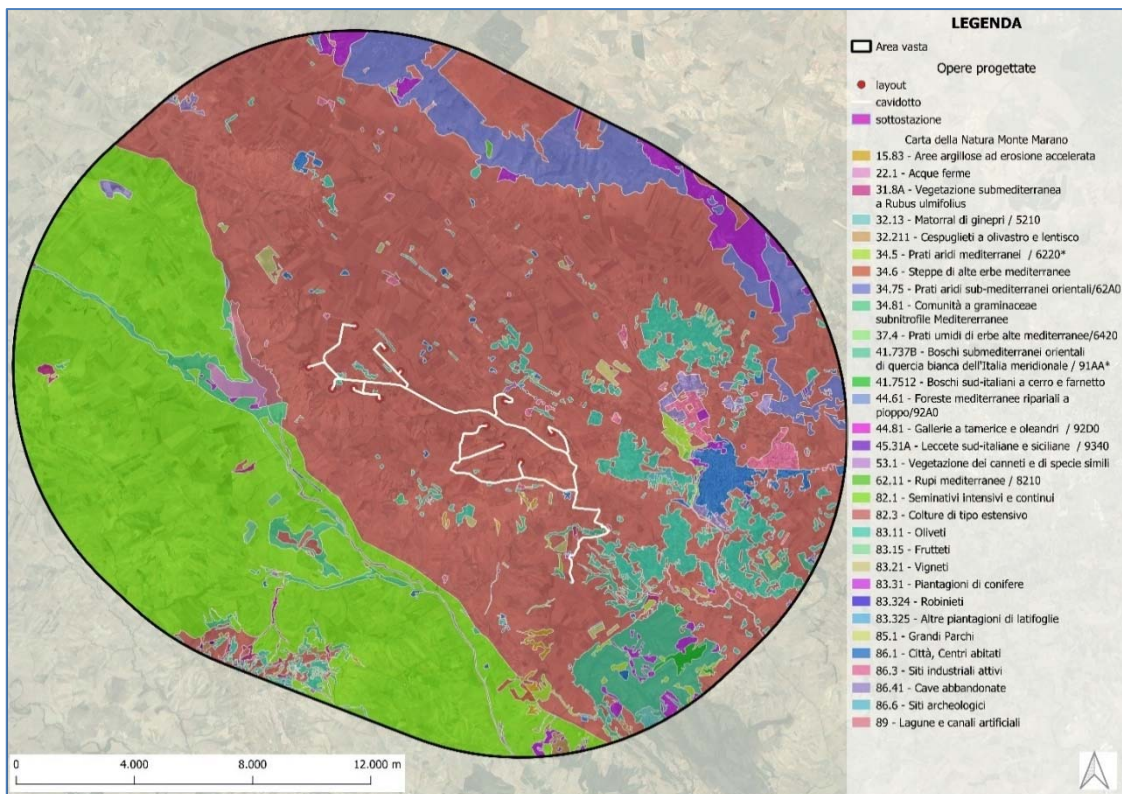 LEGENDA
Area vasta
Opere progettate
layout
cavidotto
sottostazione
Carta della Natura Monte Marano
15.83 - Aree argillose ad erosione accelerata
22.1 - Acque ferme
31.8A - Vegetazione submediterranea
a Rubus ulmifolius
32.13 - Matorral di ginepri / 5210
32.211 - Cespuglieti a olivastro e lentisco
34.5 - Prati aridi mediterranei / 6220*
34.6 - Steppe di alte erbe mediterranee
34.75 - Prati aridi sub-mediterranei orientali/62A0
34.81 - Comunità a graminaceae
subnitrofile Medirerranee
37.4 - Prati umidi di erbe alte mediterranee/6420
41.737B - Boschi submediterranei orientali
di quercia bianca dell'Italia meridionale / 91AA*
41.7512 - Boschi sud-italiani a cerro e farnetto
44.61 - Foreste mediterranee ripariali a
pioppo/92A0
44.81 - Gallerie a tamerice e oleandri / 92D0
45.31A - Leccete sud-italiane e siciliane / 9340
53.1 - Vegetazione dei canneti e di specie simili
62.11 - Rupi mediterranee / 8210
82.1 - Seminativi intensivi e continui
82.3 - Colture di tipo estensivo
83.11 - Oliveti
83.15 - Frutteti
83.21 - Vigneti
83.31 - Piantagioni di conifere
83.324 - Robinieti
83.325 - Altre piantagioni di latifoglie
85.1 - Grandi Parchi
86.1 - Città, Centri abitati
86.3 - Siti industriali attivi
86.41 - Cave abbandonate
86.6 - Siti archeologici
89 - Lagune e canali artificiali
0 4.000 8.000 12.000 m